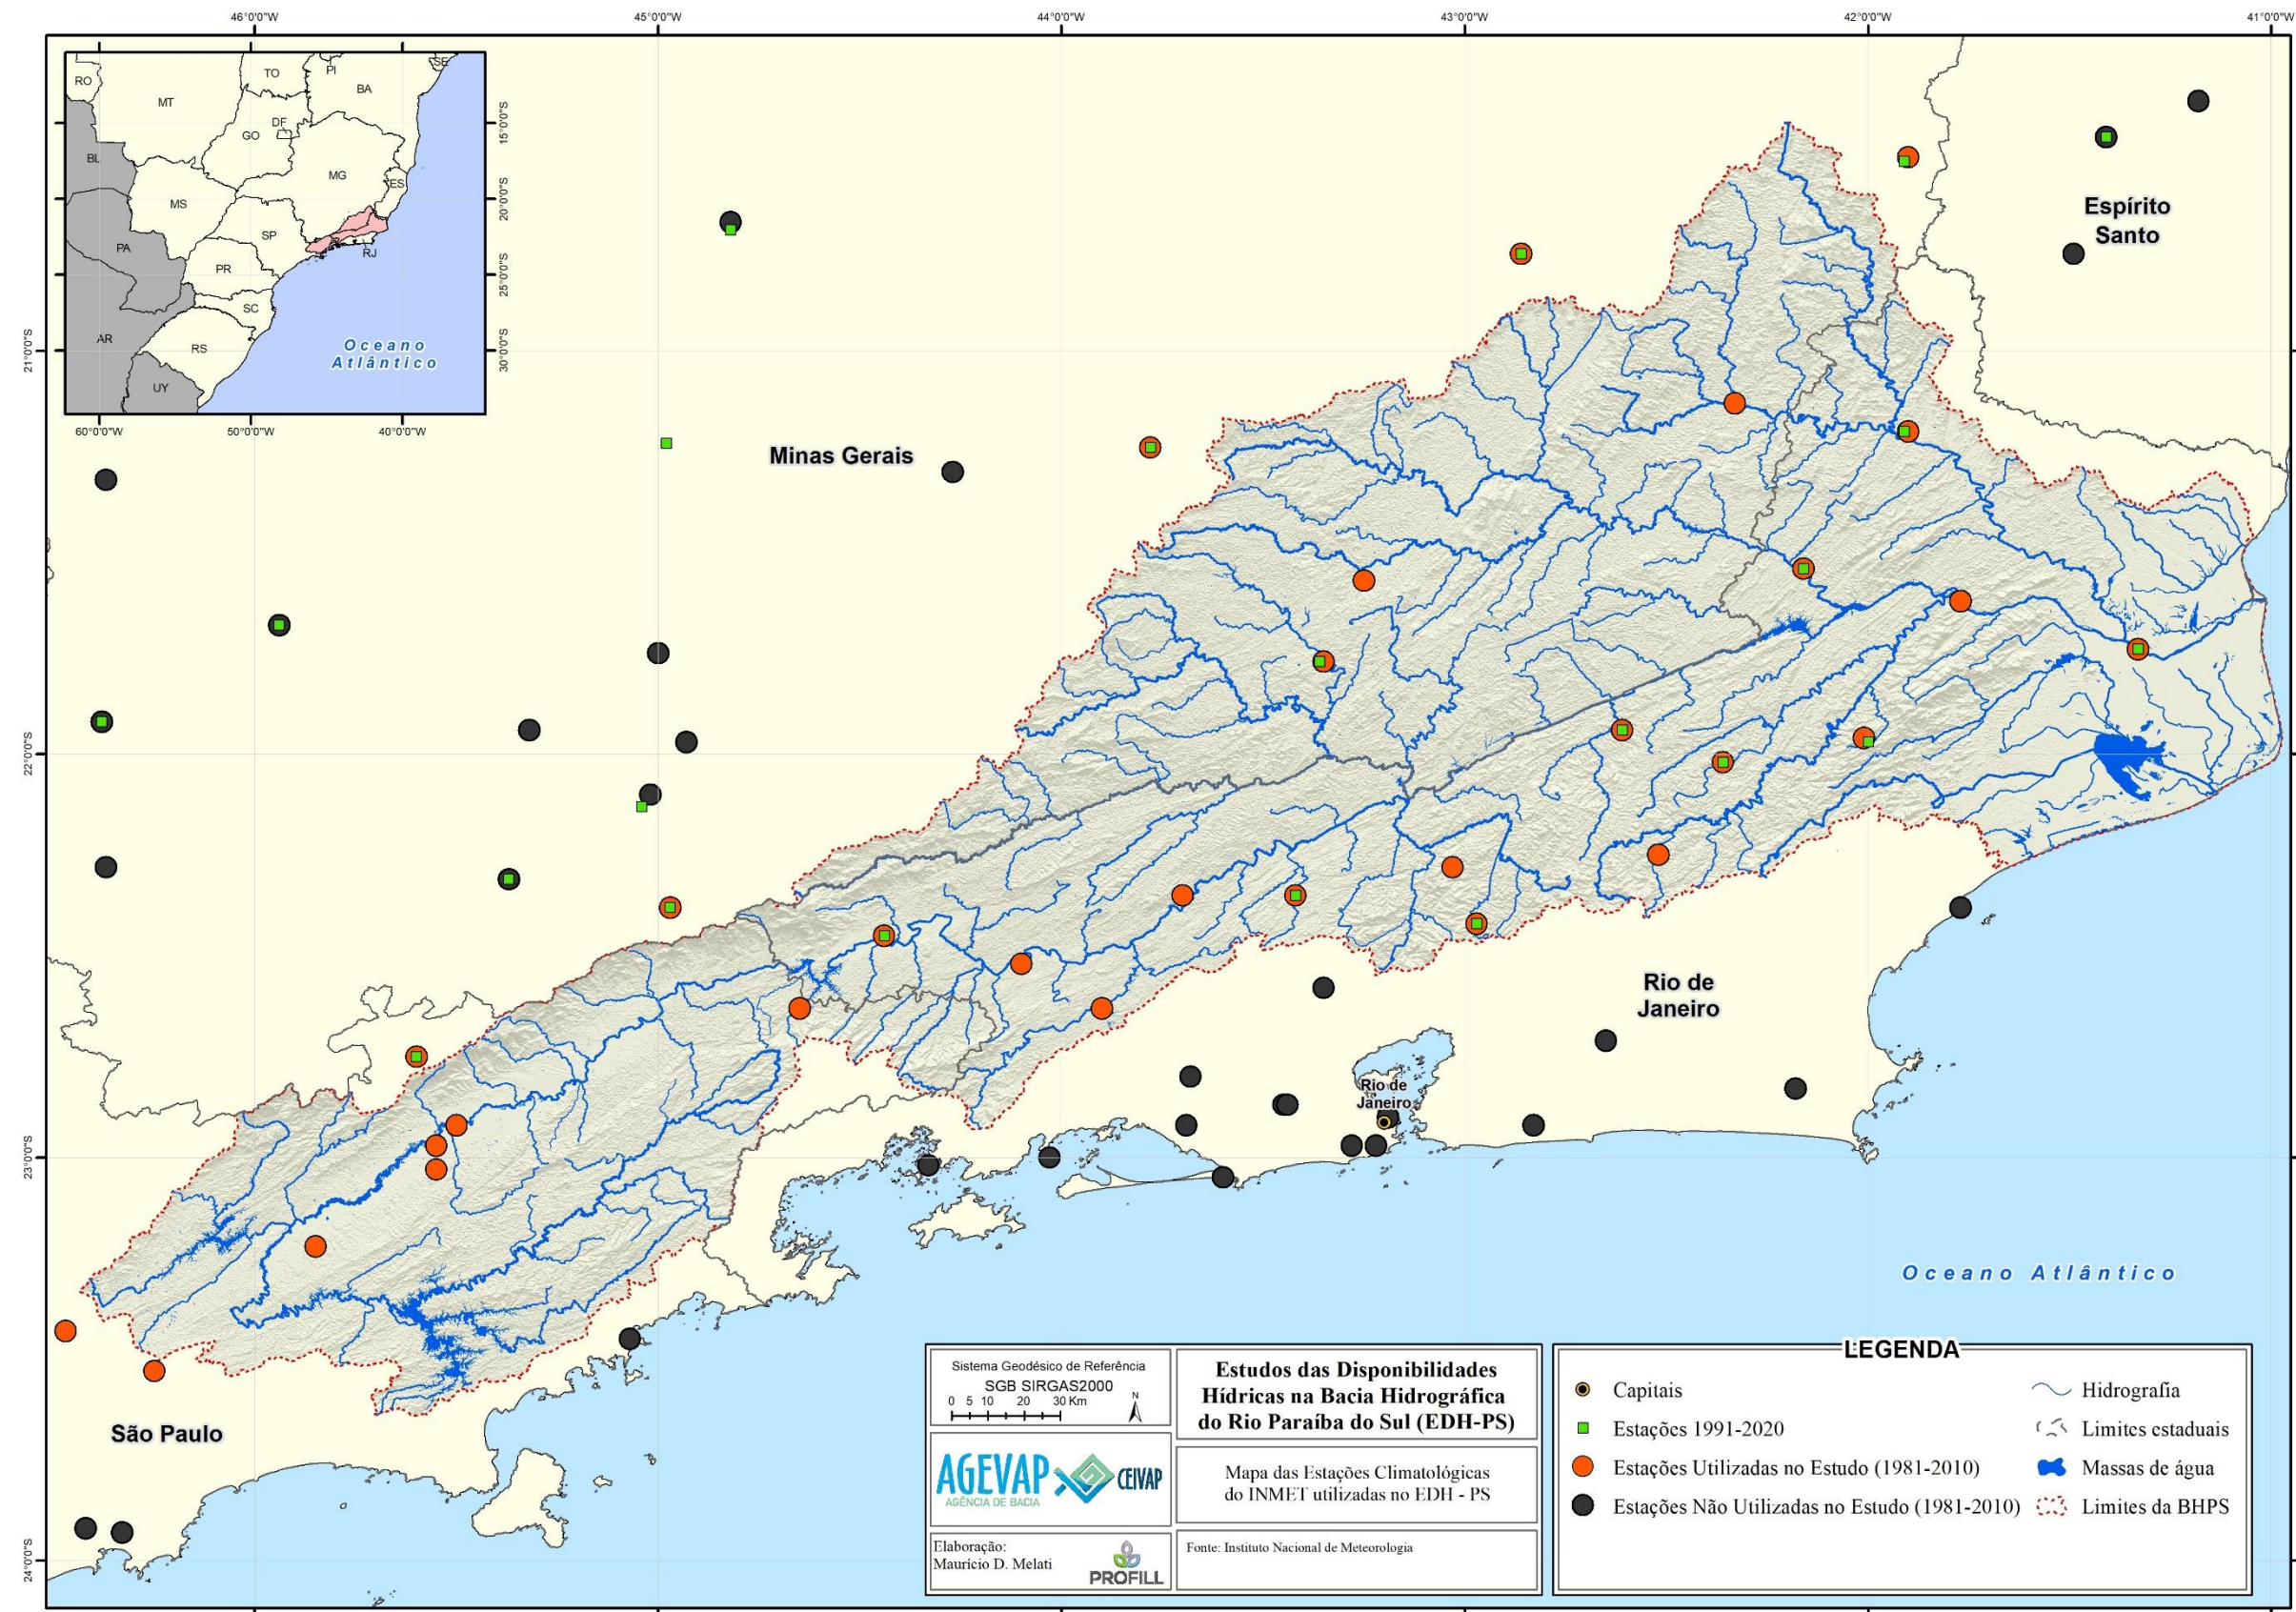 46°0'0"W
45°0'0"W
44°0'0"W
43°0'0"W
42°0'0"W
41°0'0"W
21°0'0"S
22°0'0"S
23°0'0"S
24°0'0"S
RO
MT
TO
PI
SE
BA
DF
GO
BL
MG
ES
MS
SP
PA
RJ
PR
SC
AR
RS
UY
Oceano
Atlântico
15°0'0"S
20°0'0"S
25°0'0"S
30°0'0"S
60°0'0"W
50°0'0"W
40°0'0"W
Espírito
Santo
Minas Gerais
Rio de
Janeiro
Rio de
Janeiro
São Paulo
Oceano Atlântico
Sistema Geodésico de Referência
SGB SIRGAS2000
0 5 10 20 30 Km
N
Estudos das Disponibilidades
Hídricas na Bacia Hidrográfica
do Rio Paraíba do Sul (EDH-PS)
AGEVAP
AGÊNCIA DE BACIA
CEIVAP
Mapa das Estações Climatológicas
do INMET utilizadas no EDH - PS
Elaboração:
Mauricio D. Melati
PROFILL
Fonte: Instituto Nacional de Meteorologia
LEGENDA
Capitais
Estações 1991-2020
Estações Utilizadas no Estudo (1981-2010)
Estações Não Utilizadas no Estudo (1981-2010)
Hidrografia
Limites estaduais
Massas de água
Limites da BHPS